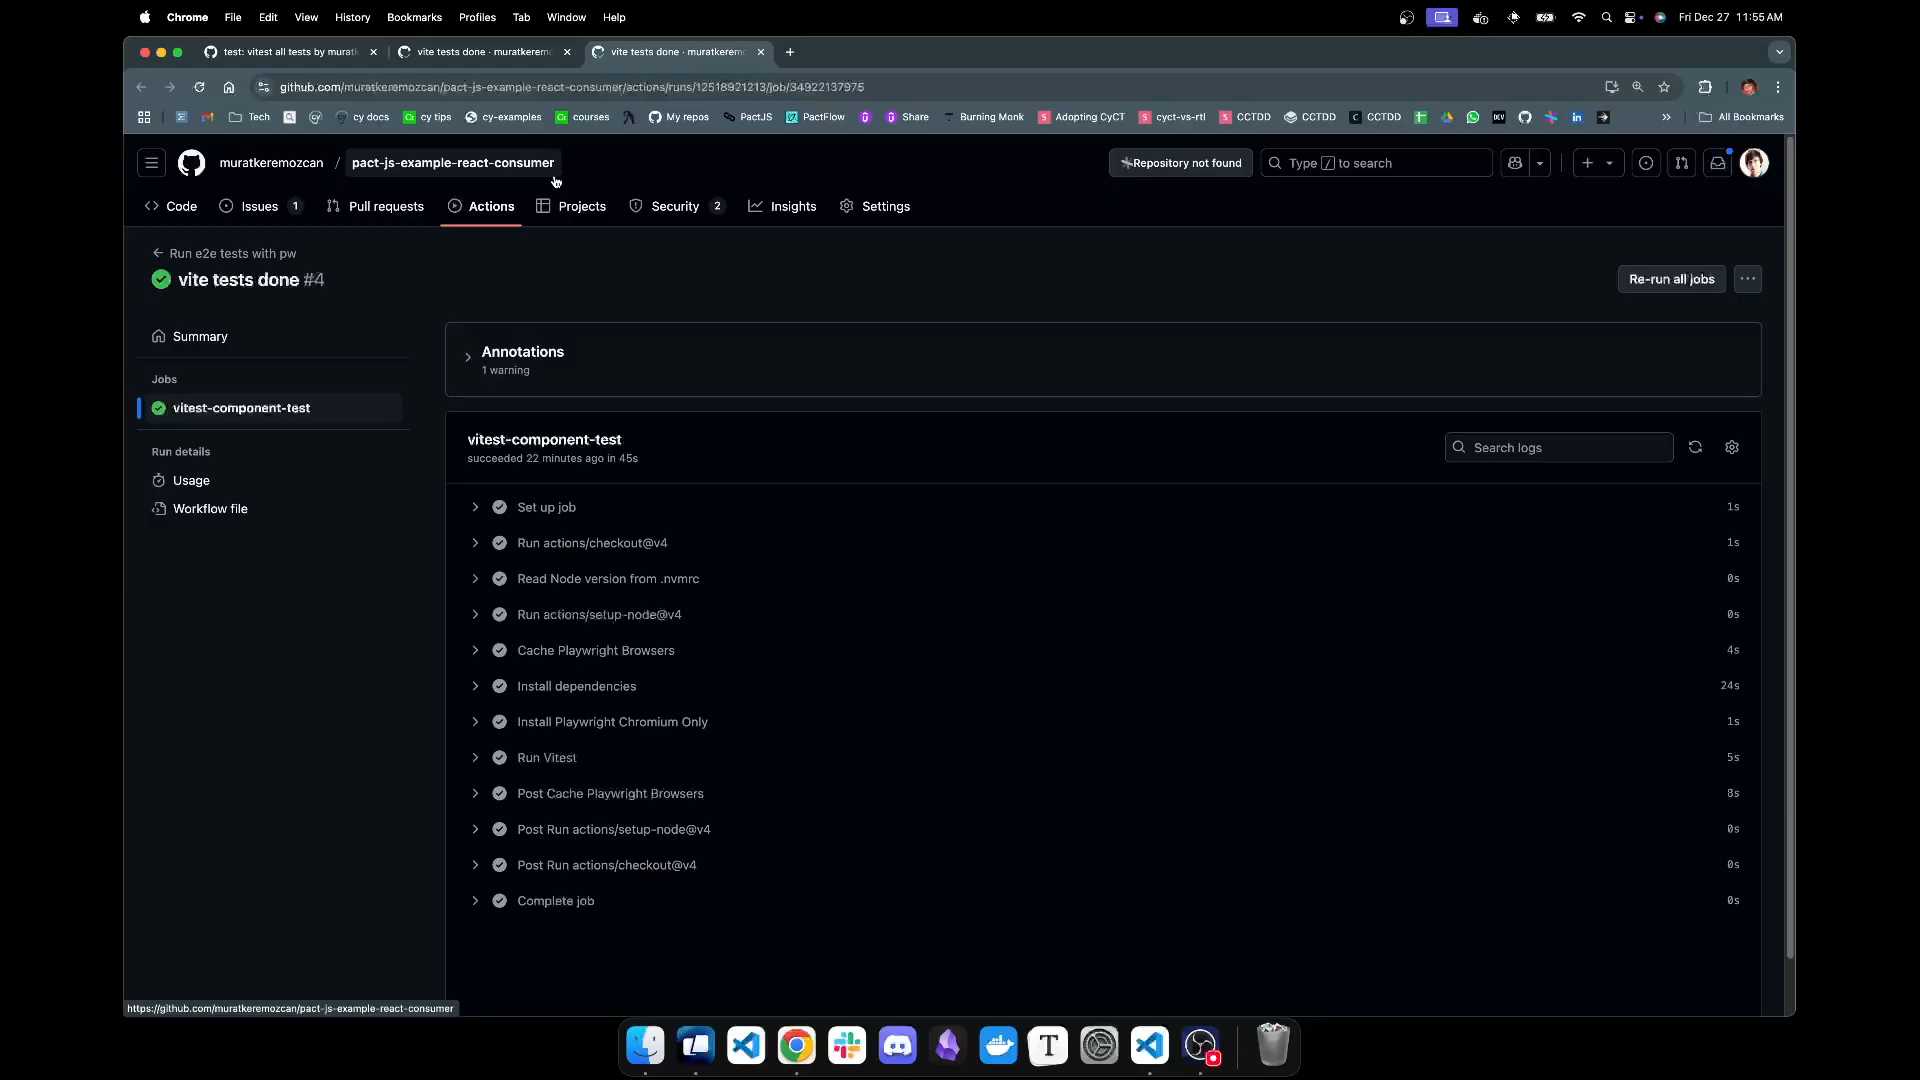 Chrome File Edit View History Bookmarks Profiles Tab Window Help Fri Dec 27 11:55 AM
test: vitest all tests by murat vite tests done · muratkerem vite tests done · muratkeremo
github.com/muratkeremozcan/pact-js-example-react-consumer/actions/runs/12518921213/job/34922137975
Tech cy docs cy tips cy-examples courses My repos PactJS PactFlow Share Burning Monk Adopting CyCT cyct-vs-rtl CCTDD CCTDD CCTDD DEV » All Bookmarks
muratkeremozcan / pact-js-example-react-consumer Repository not found Type / to search
Code Issues 1 Pull requests Actions Projects Security 2 Insights Settings
Run e2e tests with pw
vite tests done #4 Re-run all jobs
Summary
Jobs
vitest-component-test
Run details
Usage
Workflow file
Annotations
1 warning
vitest-component-test
succeeded 22 minutes ago in 45s
Search logs
Set up job 1s
Run actions/checkout@v4 1s
Read Node version from .nvmrc 0s
Run actions/setup-node@v4 0s
Cache Playwright Browsers 4s
Install dependencies 24s
Install Playwright Chromium Only 1s
Run Vitest 5s
Post Cache Playwright Browsers 8s
Post Run actions/setup-node@v4 0s
Post Run actions/checkout@v4 0s
Complete job 0s
https://github.com/muratkeremozcan/pact-js-example-react-consumer
T